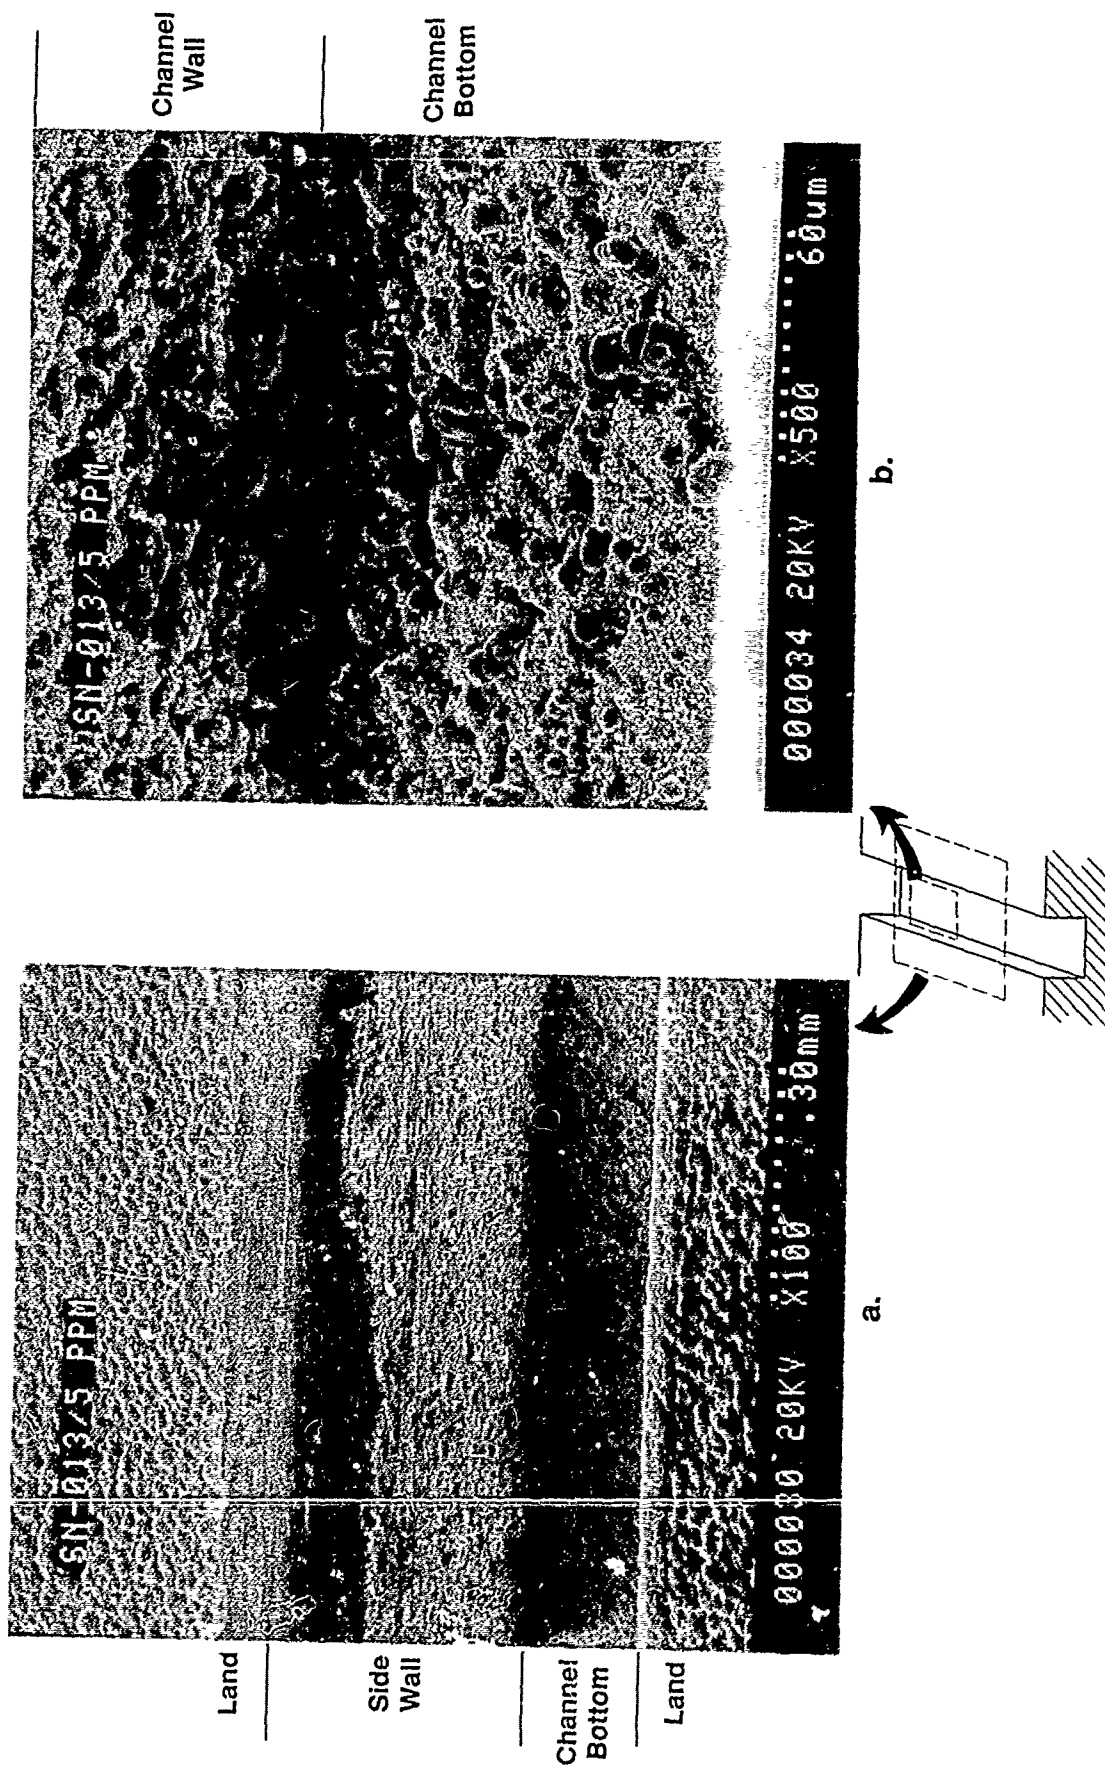 SN-013/5 PPM
Land
Side
Wall
Channel
Bottom
Land
000030 20KV X100 .30mm
a.
SN-013/5 PPM
Channel
Wall
Channel
Bottom
000034 20KV X500 60um
b.